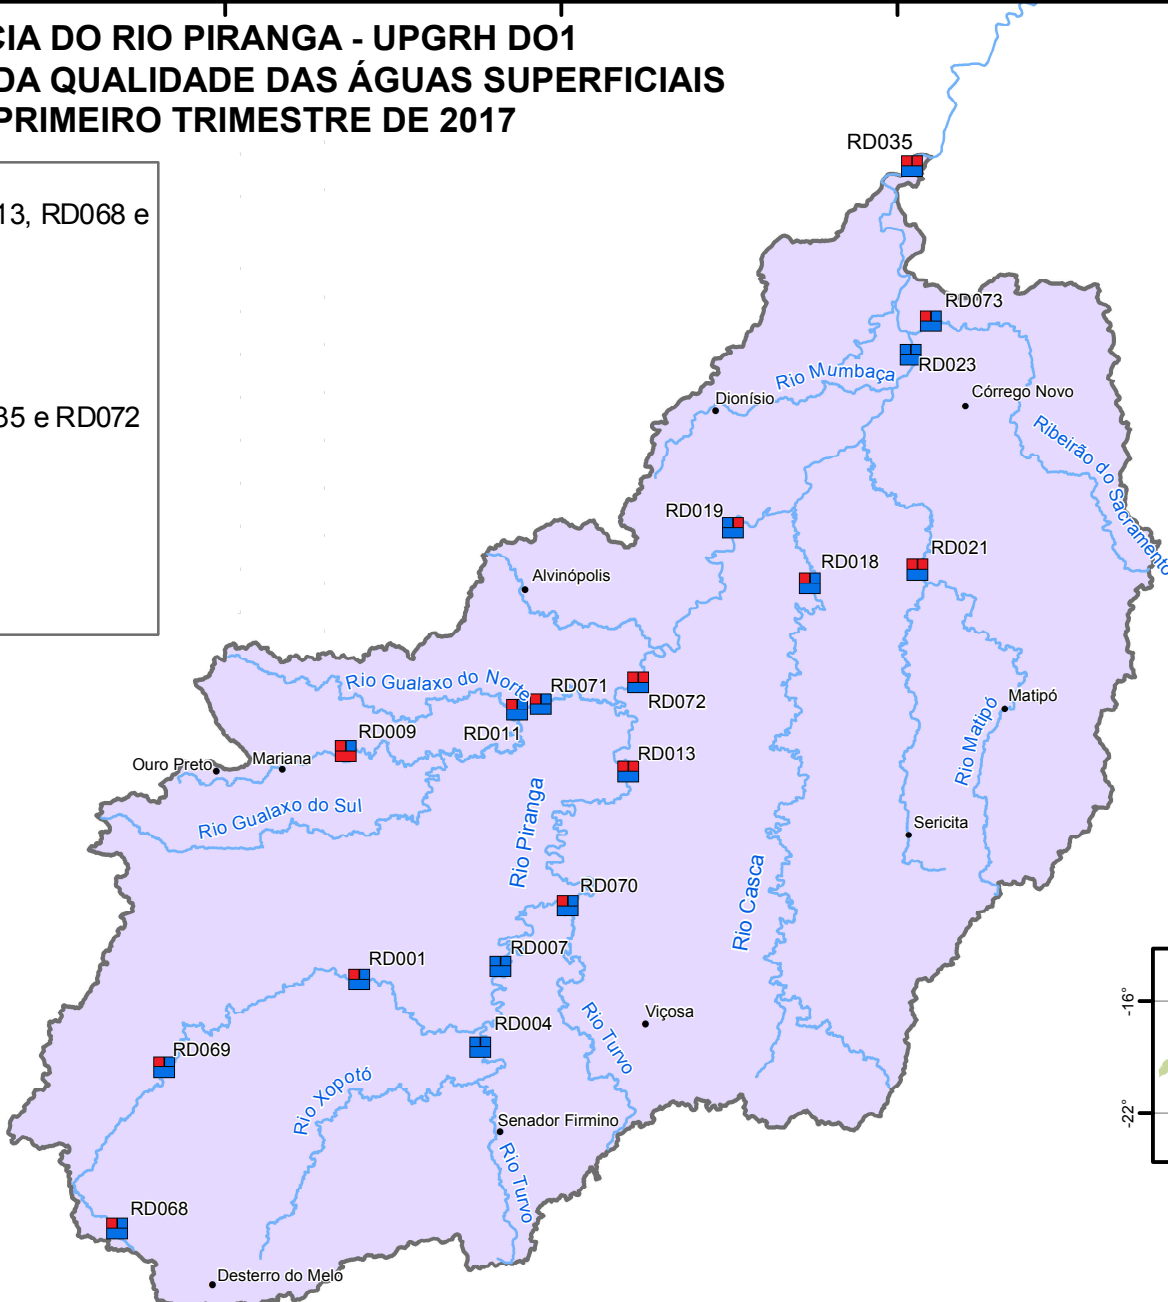 CIA DO RIO PIRANGA - UPGRH DO1
DA QUALIDADE DAS ÁGUAS SUPERFICIAIS
PRIMEIRO TRIMESTRE DE 2017
13, RD068 e
35 e RD072
RD035
RD073
RD023
Rio Mumbaça
Dionísio
Córrego Novo
Ribeirão do Sacramento
RD019
RD021
RD018
Alvinópolis
Rio Gualaxo do Norte
RD071
RD072
Matipó
RD011
RD009
Rio Matipó
RD013
Ouro Preto
Mariana
Rio Gualaxo do Sul
Rio Piranga
Sericita
RD070
Rio Casca
RD007
RD001
Viçosa
RD004
Rio Turvo
RD069
Rio Xopotó
Senador Firmino
Rio Turvo
RD068
Desterro do Melo
-16°
-22°